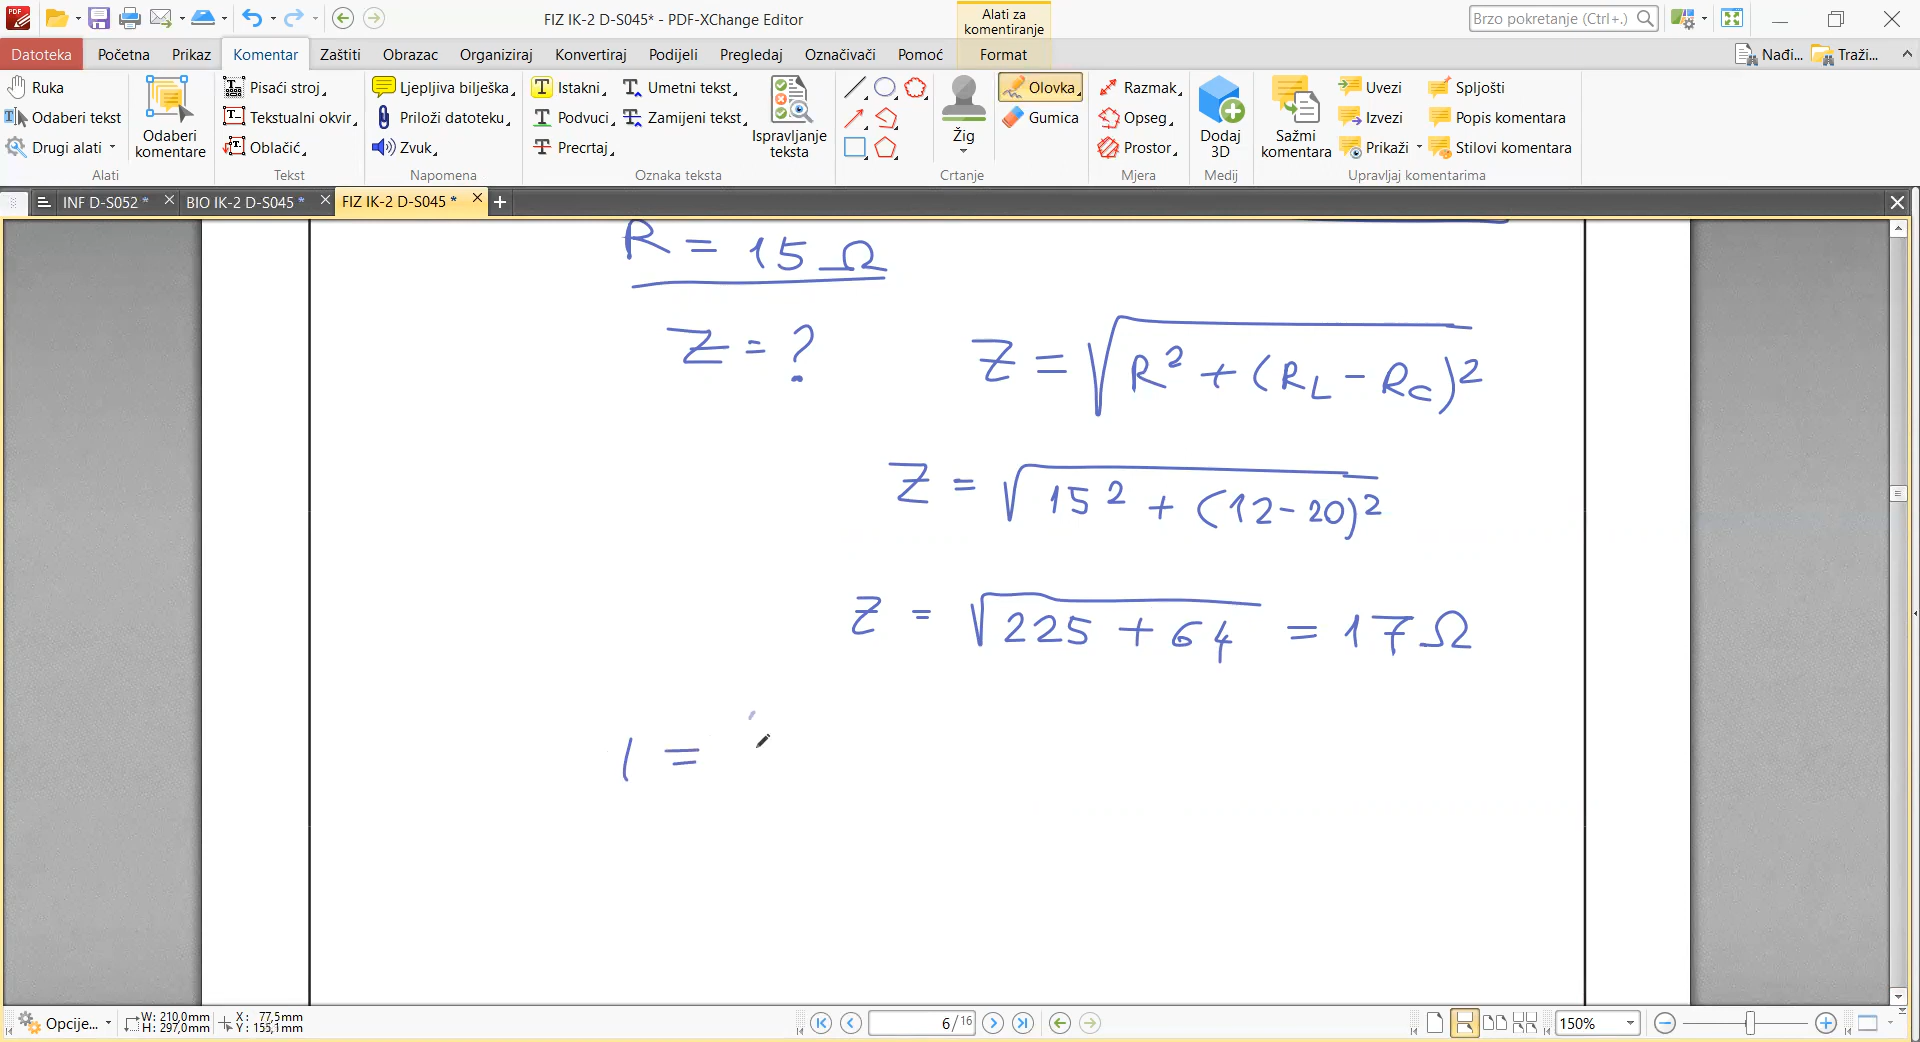 FIZ IK-2 D-S045* - PDF-XChange Editor
Alati za komentiranje
Brzo pokretanje (Ctrl+.)
Datoteka Početna Prikaz Komentar Zaštiti Obrazac Organiziraj Konvertiraj Podijeli Pregledaj Označivači Pomoć Format Nađi... Traži...
Ruka
Odaberi tekst
Drugi alati
Odaberi komentare
Alati
Pisaći stroj
Tekstualni okvir
Oblačić
Tekst
Ljepljiva bilješka
Priloži datoteku
Zvuk
Napomena
Istakni
Podvuci
Precrtaj
Umetni tekst
Zamijeni tekst
Ispravljanje teksta
Oznaka teksta
Crtanje
Žig
Olovka
Gumica
Razmak
Opseg
Prostor
Mjera
Dodaj 3D
Medij
Sažmi komentara
Uvezi
Izvezi
Prikaži
Spljošti
Popis komentara
Stilovi komentara
Upravljaj komentarima
INF D-S052 * BIO IK-2 D-S045 * FIZ IK-2 D-S045 *
R = 15 Ω
Z = ? Z = √R² + (R_L − R_C)²
Z = √15² + (12−20)²
Z = √225 + 64 = 17 Ω
I =
Opcije... W: 210,0mm H: 297,0mm X: 77,5mm Y: 155,1mm 6/16 150%